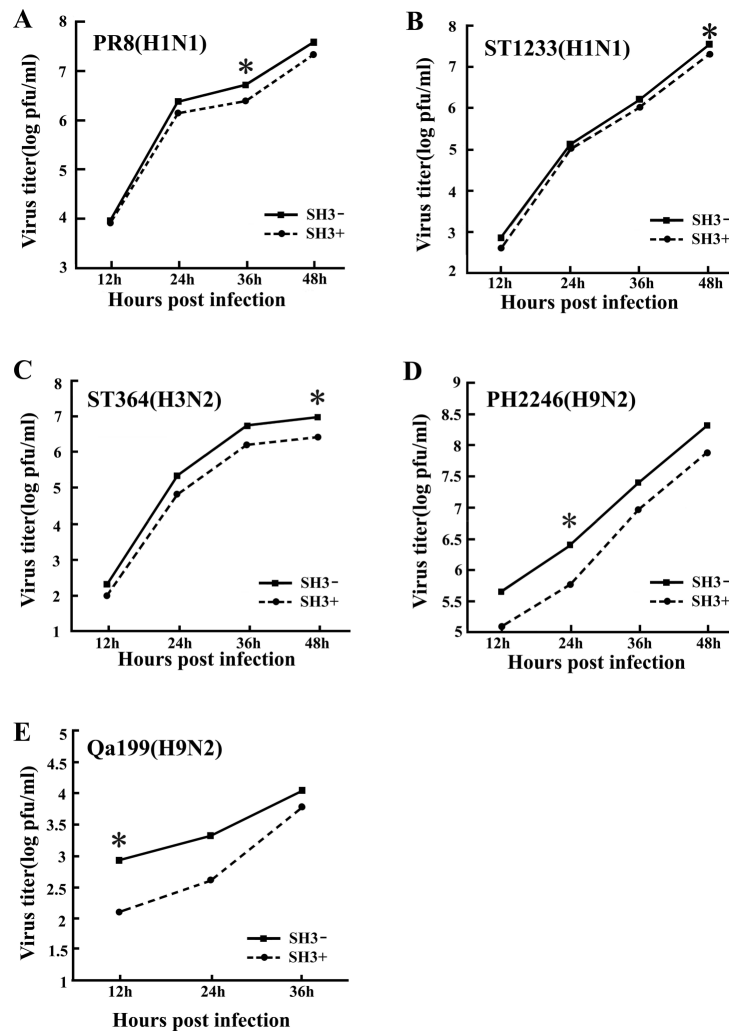 A
PR8(H1N1)
*
Virus titer(log pfu/ml)
8
7
6
5
4
3
SH3−
SH3+
12h 24h 36h 48h
Hours post infection
B
ST1233(H1N1)
*
Virus titer(log pfu/ml)
8
7
6
5
4
3
2
SH3−
SH3+
12h 24h 36h 48h
Hours post infection
C
ST364(H3N2)
*
Virus titer(log pfu/ml)
8
7
6
5
4
3
2
1
SH3−
SH3+
12h 24h 36h 48h
Hours post infection
D
PH2246(H9N2)
*
Virus titer(log pfu/ml)
9
8.5
8
7.5
7
6.5
6
5.5
5
SH3−
SH3+
12h 24h 36h 48h
Hours post infection
E
Qa199(H9N2)
*
Virus titer(log pfu/ml)
5
4.5
4
3.5
3
2.5
2
1.5
1
SH3−
SH3+
12h 24h 36h
Hours post infection